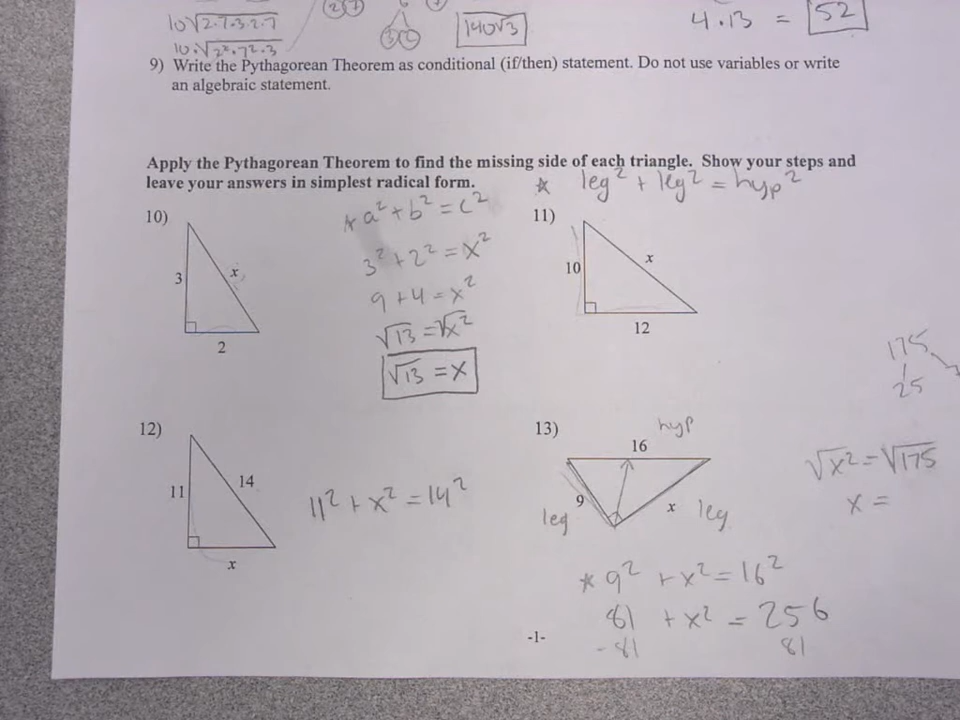 10√2·7·3·2·7
10·√2²·7²·3
140√3
4·13 = 52
9) Write the Pythagorean Theorem as conditional (if/then) statement. Do not use variables or write
an algebraic statement.
Apply the Pythagorean Theorem to find the missing side of each triangle. Show your steps and
leave your answers in simplest radical form.
* leg² + leg² = hyp²
10)
3
x
2
* a² + b² = c²
3² + 2² = x²
9 + 4 = x²
√13 = √x²
√13 = x
11)
10
x
12
12)
11
14
x
11² + x² = 14²
13)
hyp
16
9
leg
x
leg
175
25
√x² = √175
x =
* 9² + x² = 16²
81 + x² = 256
-81 81
-1-